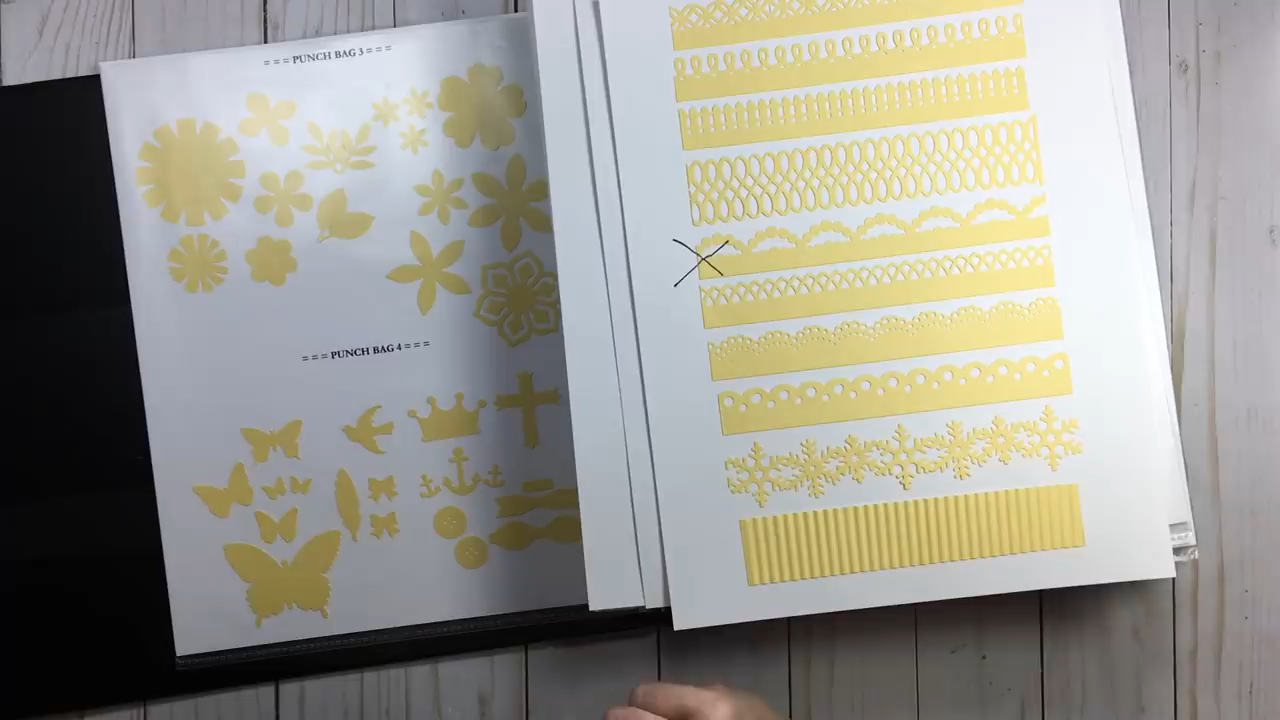 = = = PUNCH BAG 3 = = =
= = = PUNCH BAG 4 = = =